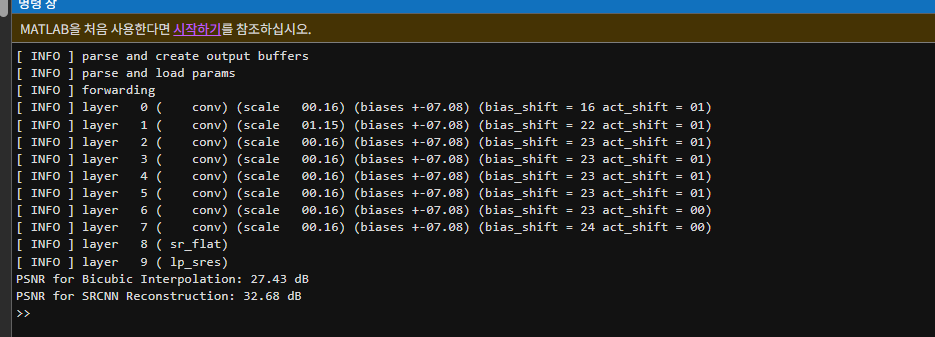 명령 창
MATLAB을 처음 사용한다면 시작하기를 참조하십시오.
[ INFO ] parse and create output buffers
[ INFO ] parse and load params
[ INFO ] forwarding
[ INFO ] layer   0 (    conv) (scale   00.16) (biases +-07.08) (bias_shift = 16 act_shift = 01)
[ INFO ] layer   1 (    conv) (scale   01.15) (biases +-07.08) (bias_shift = 22 act_shift = 01)
[ INFO ] layer   2 (    conv) (scale   00.16) (biases +-07.08) (bias_shift = 23 act_shift = 01)
[ INFO ] layer   3 (    conv) (scale   00.16) (biases +-07.08) (bias_shift = 23 act_shift = 01)
[ INFO ] layer   4 (    conv) (scale   00.16) (biases +-07.08) (bias_shift = 23 act_shift = 01)
[ INFO ] layer   5 (    conv) (scale   00.16) (biases +-07.08) (bias_shift = 23 act_shift = 01)
[ INFO ] layer   6 (    conv) (scale   00.16) (biases +-07.08) (bias_shift = 23 act_shift = 00)
[ INFO ] layer   7 (    conv) (scale   00.16) (biases +-07.08) (bias_shift = 24 act_shift = 00)
[ INFO ] layer   8 ( sr_flat)
[ INFO ] layer   9 ( lp_sres)
PSNR for Bicubic Interpolation: 27.43 dB
PSNR for SRCNN Reconstruction: 32.68 dB
>>